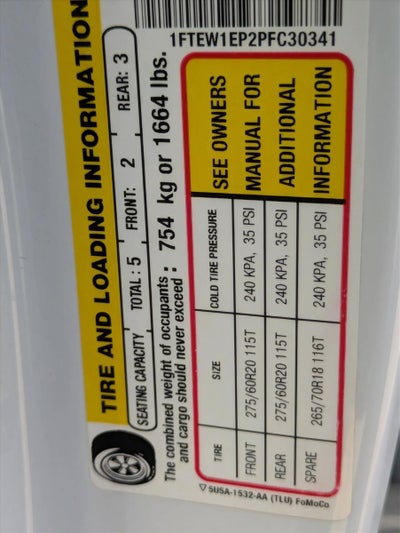 TIRE AND LOADING INFORMATION
SEATING CAPACITY TOTAL : 5 FRONT: 2 REAR: 3
The combined weight of occupants
and cargo should never exceed : 754 kg or 1664 lbs.
1FTEW1EP2PFC30341
TIRE SIZE COLD TIRE PRESSURE SEE OWNERS
FRONT 275/60R20 115T 240 KPA, 35 PSI MANUAL FOR
REAR 275/60R20 115T 240 KPA, 35 PSI ADDITIONAL
SPARE 265/70R18 116T 240 KPA, 35 PSI INFORMATION
▽ 5U5A-1532-AA (TLU) FoMoCo